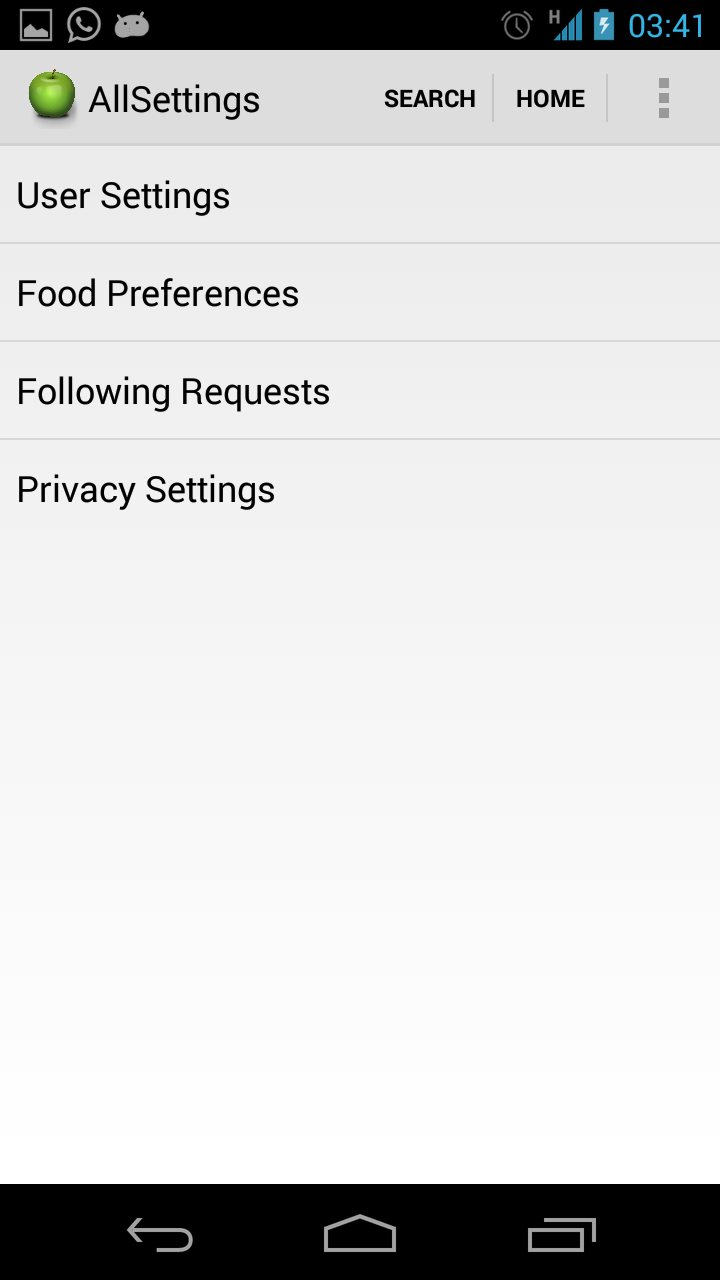 H 03:41
AllSettings SEARCH HOME
User Settings
Food Preferences
Following Requests
Privacy Settings